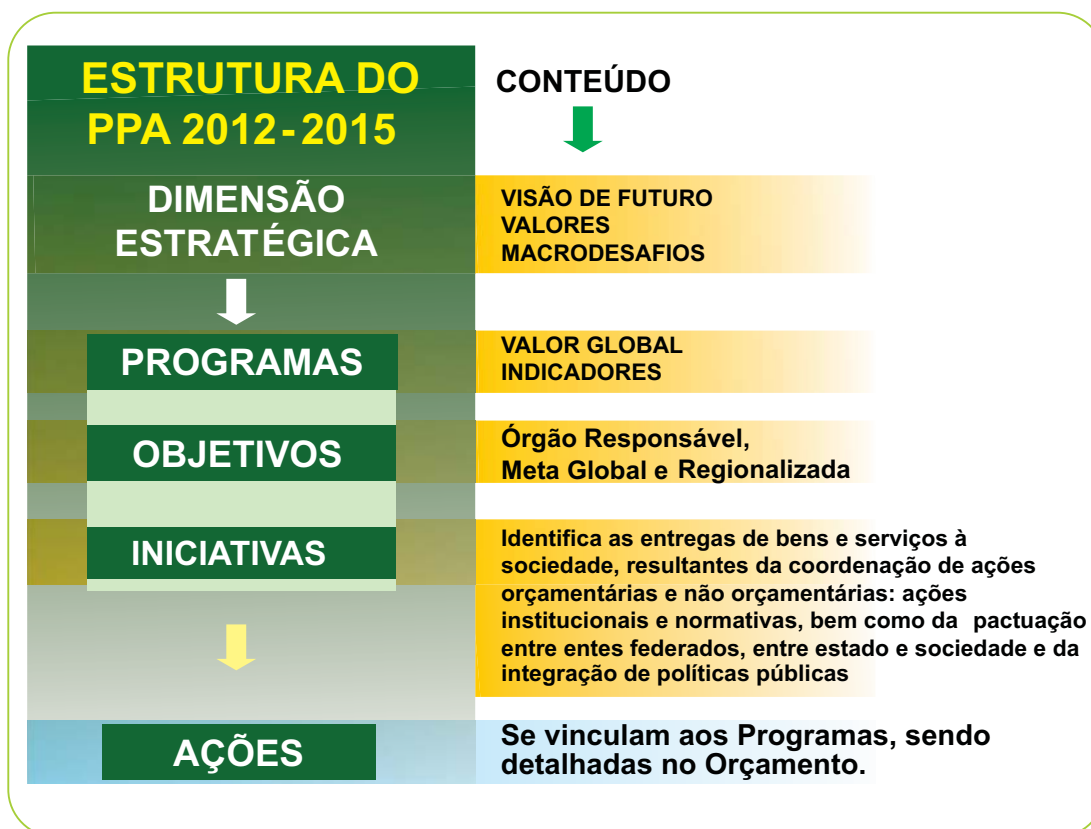 ESTRUTURA DO
PPA 2012-2015
CONTEÚDO
DIMENSÃO
ESTRATÉGICA
VISÃO DE FUTURO
VALORES
MACRODESAFIOS
PROGRAMAS
VALOR GLOBAL
INDICADORES
OBJETIVOS
Órgão Responsável,
Meta Global e Regionalizada
INICIATIVAS
Identifica as entregas de bens e serviços à
sociedade, resultantes da coordenação de ações
orçamentárias e não orçamentárias: ações
institucionais e normativas, bem como da pactuação
entre entes federados, entre estado e sociedade e da
integração de políticas públicas
AÇÕES
Se vinculam aos Programas, sendo
detalhadas no Orçamento.